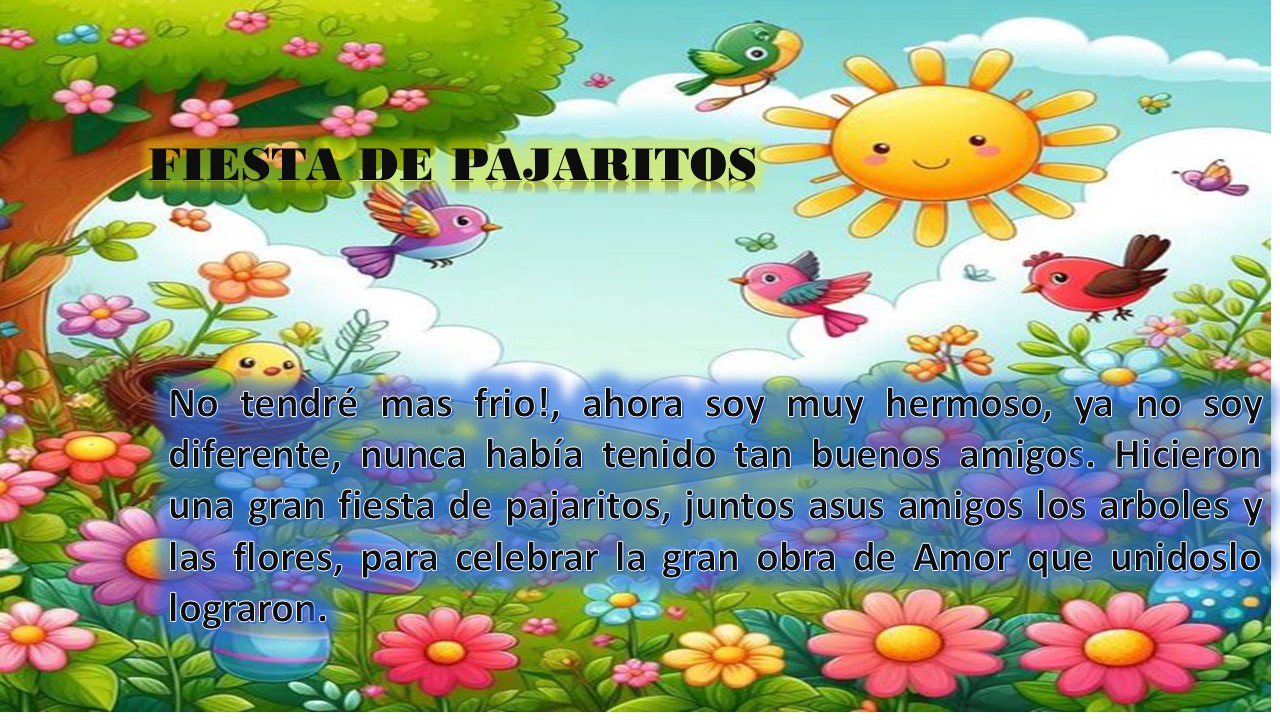 FIESTA DE PAJARITOS
No tendré mas frio!, ahora soy muy hermoso, ya no soy
diferente, nunca había tenido tan buenos amigos. Hicieron
una gran fiesta de pajaritos, juntos asus amigos los arboles y
las flores, para celebrar la gran obra de Amor que unidoslo
lograron.